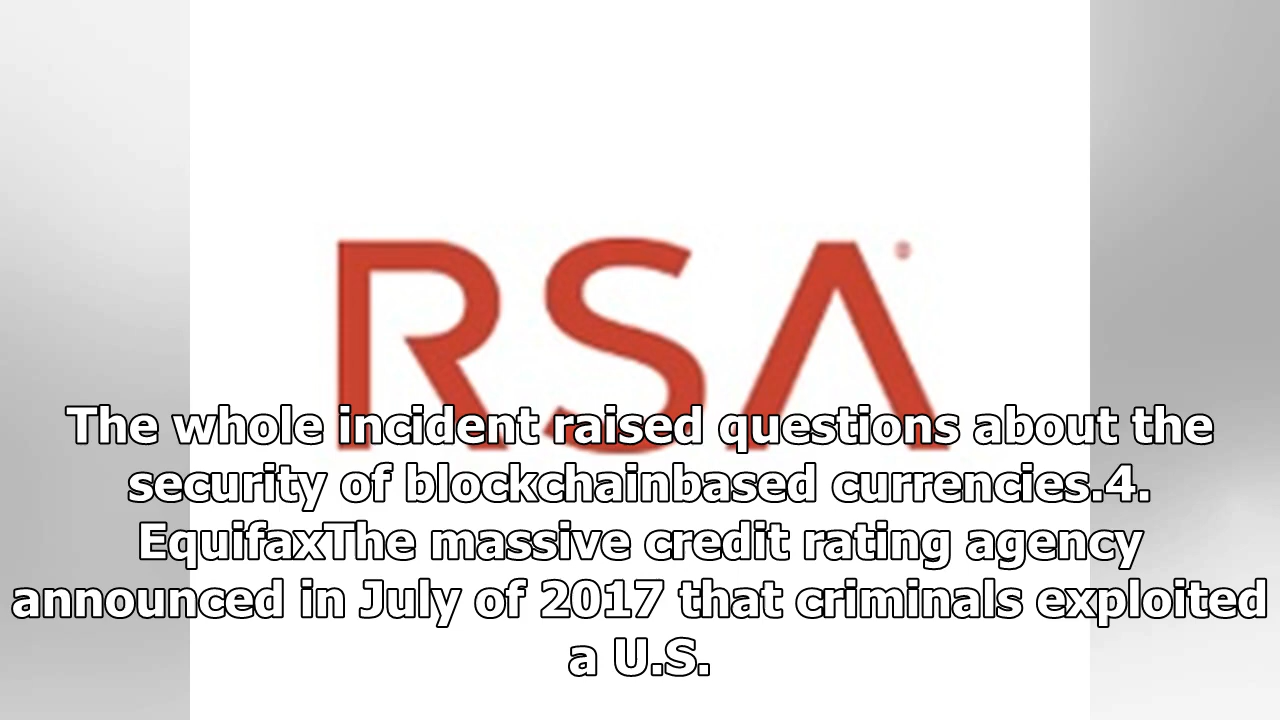 RSA®
The whole incident raised questions about the
security of blockchainbased currencies.4.
EquifaxThe massive credit rating agency
announced in July of 2017 that criminals exploited
a U.S.